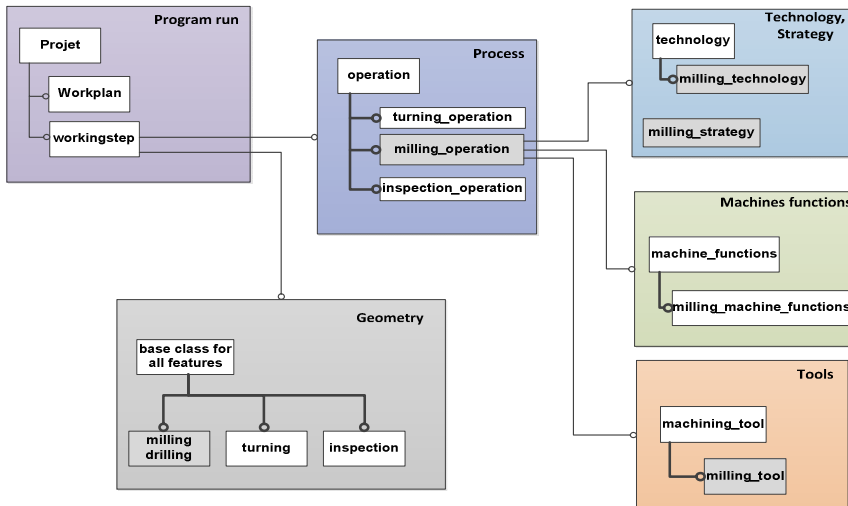 Program run
Projet
Workplan
workingstep
Process
operation
turning_operation
milling_operation
inspection_operation
Technology,
Strategy
technology
milling_technology
milling_strategy
Machines functions
machine_functions
milling_machine_functions
Geometry
base class for
all features
milling
drilling
turning
inspection
Tools
machining_tool
milling_tool